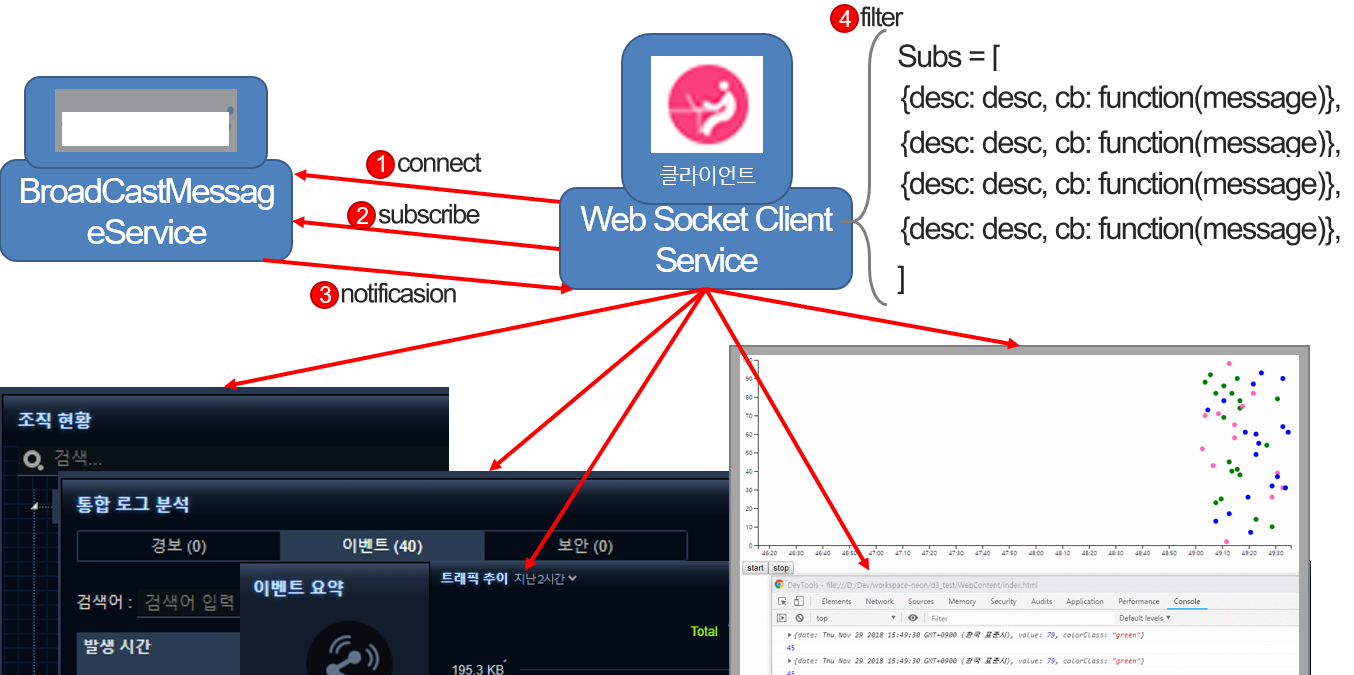 4 filter
Subs = [
{desc: desc, cb: function(message)},
{desc: desc, cb: function(message)},
{desc: desc, cb: function(message)},
{desc: desc, cb: function(message)},
]
클라이언트
Web Socket Client
Service
BroadCastMessag
eService
1 connect
2 subscribe
3 notificasion
조직 현황
검색...
통합 로그 분석
경보 (0)
이벤트 (40)
보안 (0)
검색어 : 검색어 입력
발생 시간
이벤트 요약
트래픽 추이 지난2시간
Total
195.3 KB
90
80
70
60
50
40
30
20
10
0
46:20 46:30 46:40 46:50 47:00 47:10 47:20 47:30 47:40 47:50 48:00 48:10 48:20 48:30 48:40 48:50 49:00 49:10 49:20 49:30
start stop
DevTools - file:///D:/Dev/workspace-neon/d3_test/WebContent/index.html
Elements Network Sources Memory Security Audits Application Performance Console
top Filter Default levels
{date: Thu Nov 29 2018 15:49:30 GMT+0900 (한국 표준시), value: 79, colorClass: "green"}
45
{date: Thu Nov 29 2018 15:49:30 GMT+0900 (한국 표준시), value: 79, colorClass: "green"}
45